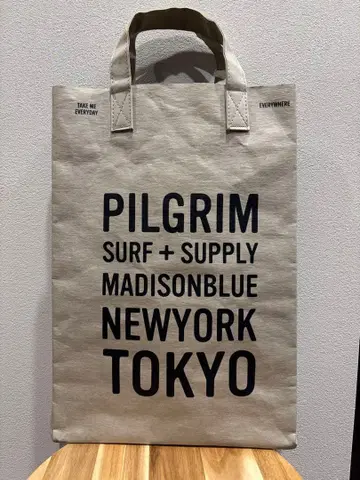 TAKE ME
EVERYDAY
EVERYWHERE
PILGRIM
SURF + SUPPLY
MADISONBLUE
NEWYORK
TOKYO